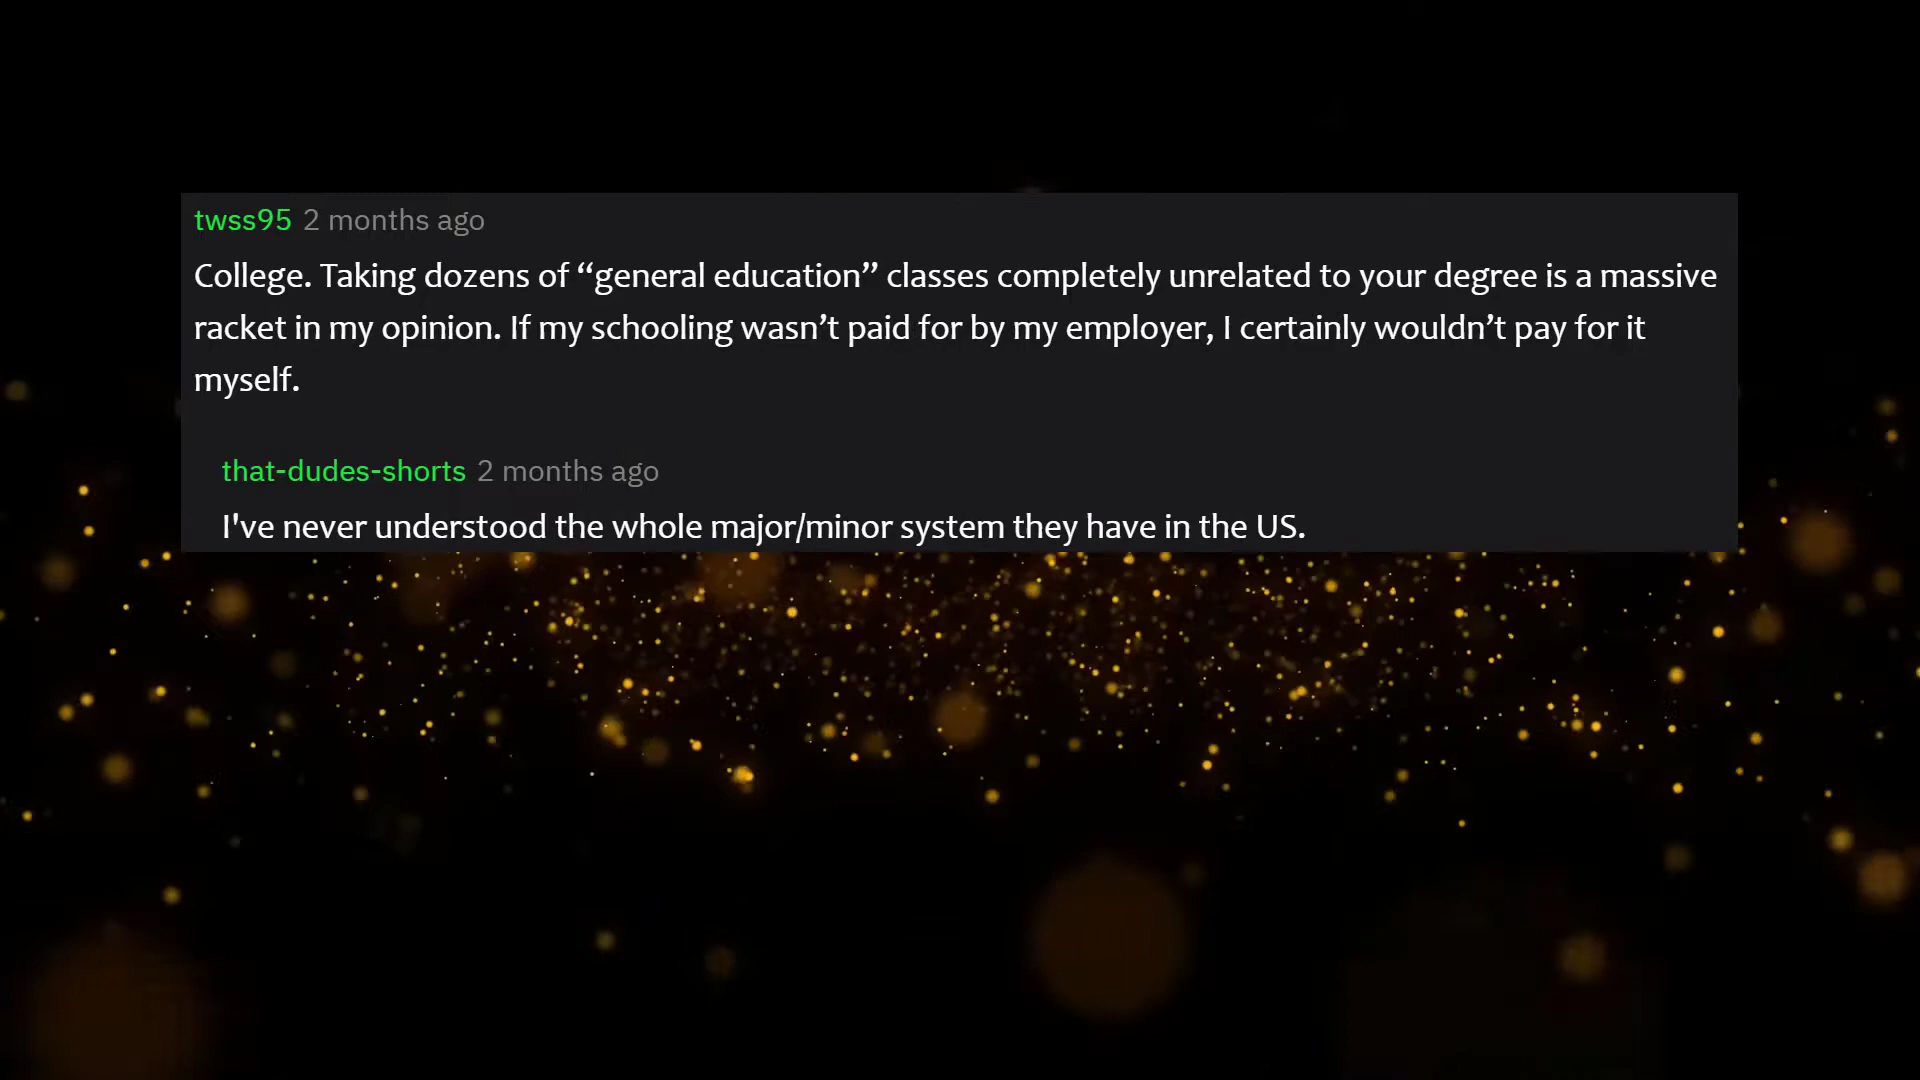 twss95 2 months ago
College. Taking dozens of “general education” classes completely unrelated to your degree is a massive
racket in my opinion. If my schooling wasn’t paid for by my employer, I certainly wouldn’t pay for it
myself.
that-dudes-shorts 2 months ago
I've never understood the whole major/minor system they have in the US.